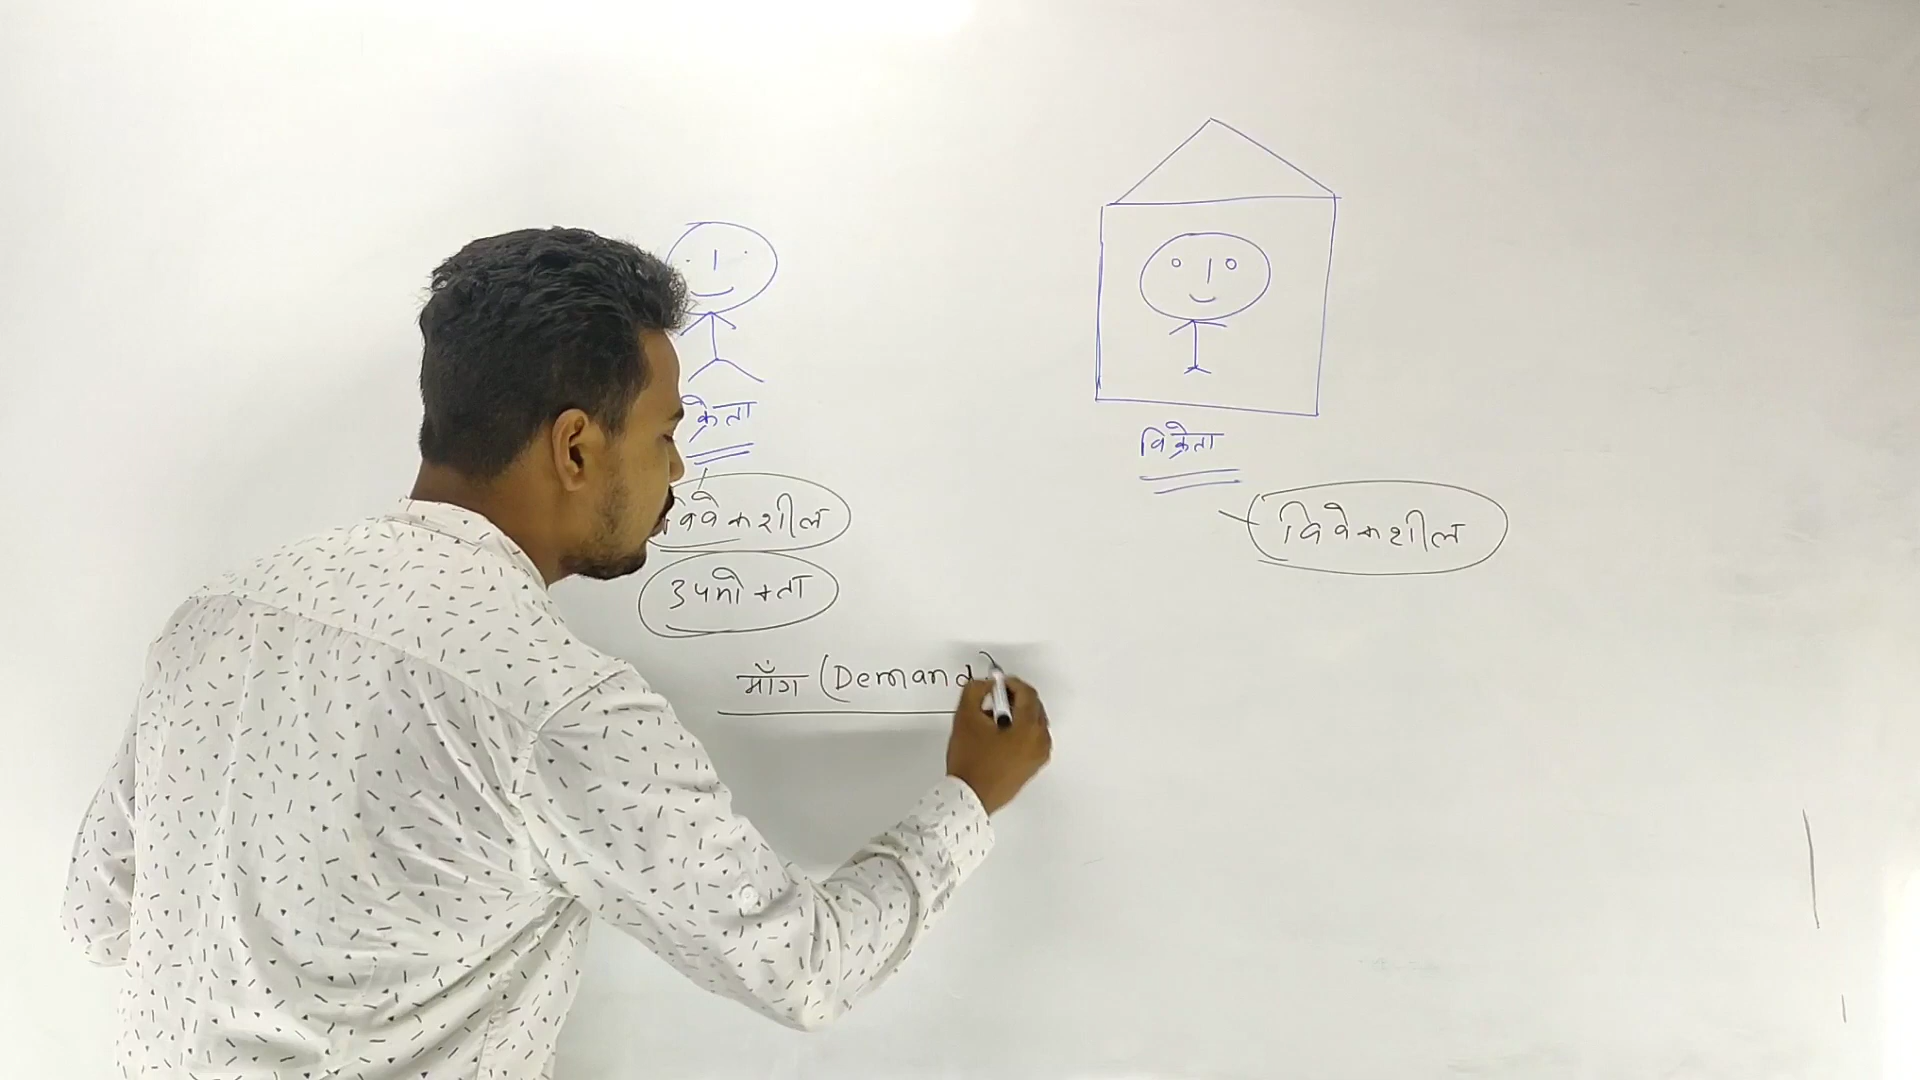 क्रेता
विवेकशील
उपभोक्ता
माँग (Demand)
विक्रेता
विवेकशील